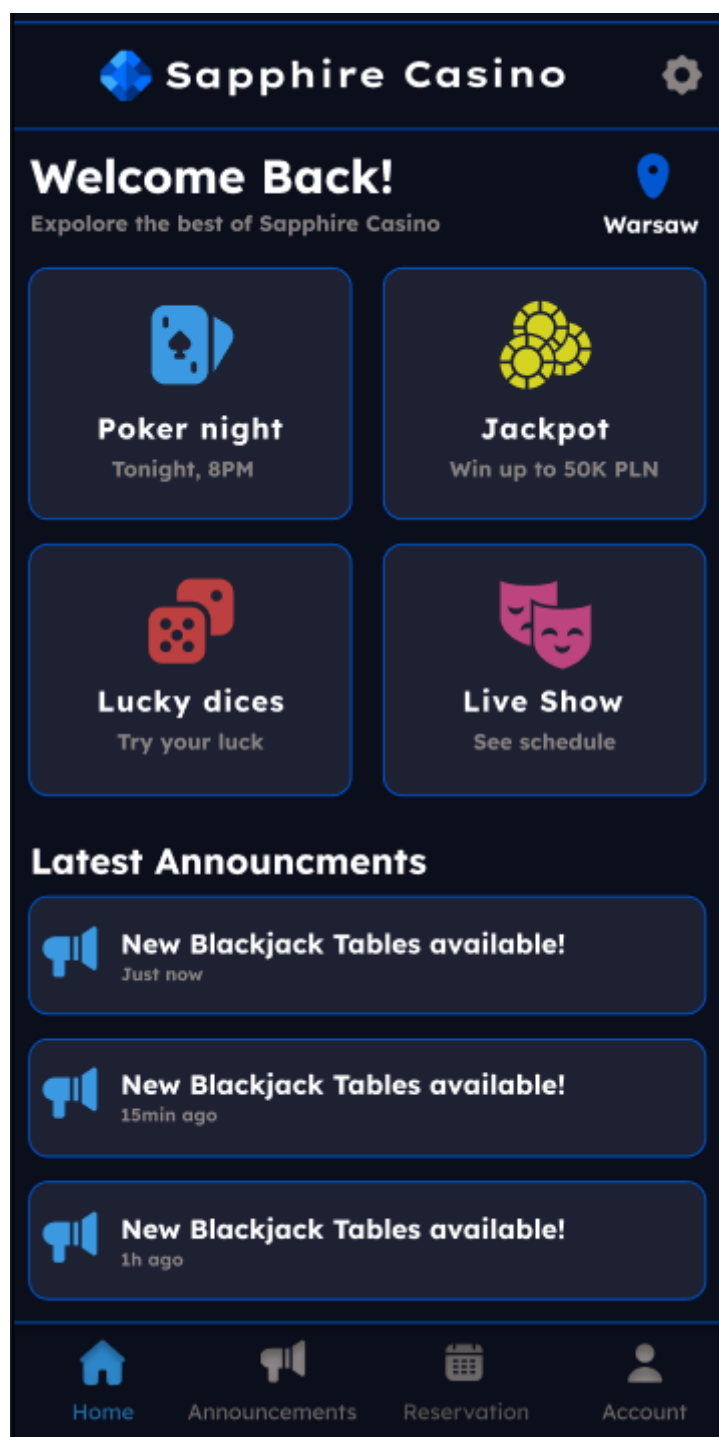 Sapphire Casino
Welcome Back!
Expolore the best of Sapphire Casino
Warsaw
Poker night
Tonight, 8PM
Jackpot
Win up to 50K PLN
Lucky dices
Try your luck
Live Show
See schedule
Latest Announcments
New Blackjack Tables available!
Just now
New Blackjack Tables available!
15min ago
New Blackjack Tables available!
1h ago
Home
Announcements
Reservation
Account